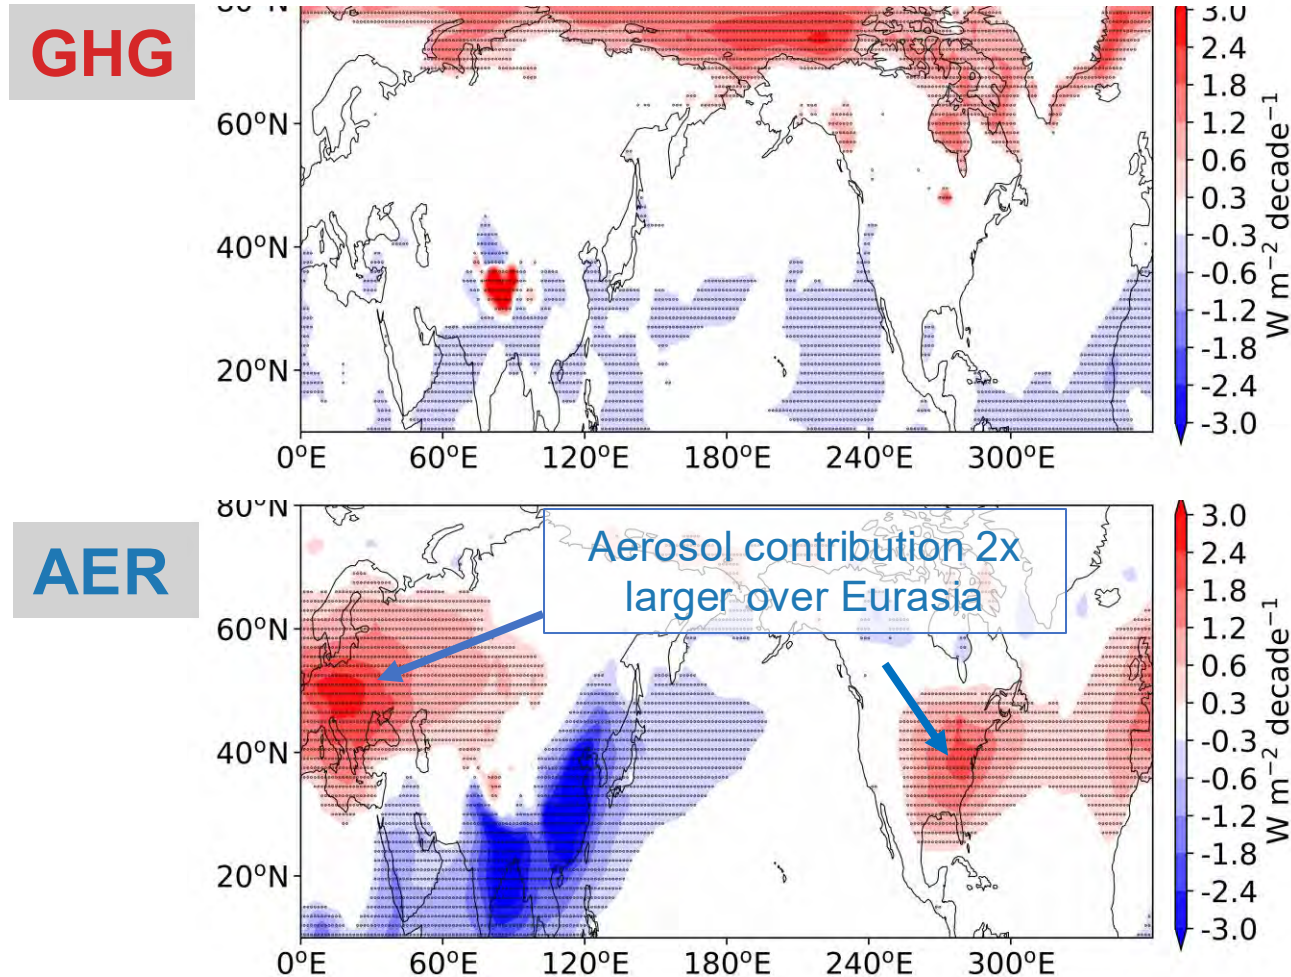 GHG
80°N
60°N
40°N
20°N
0°E 60°E 120°E 180°E 240°E 300°E
3.0
2.4
1.8
1.2
0.6
0.3
-0.3
-0.6
-1.2
-1.8
-2.4
-3.0
W m⁻² decade⁻¹
AER
80°N
60°N
40°N
20°N
0°E 60°E 120°E 180°E 240°E 300°E
Aerosol contribution 2x
larger over Eurasia
3.0
2.4
1.8
1.2
0.6
0.3
-0.3
-0.6
-1.2
-1.8
-2.4
-3.0
W m⁻² decade⁻¹